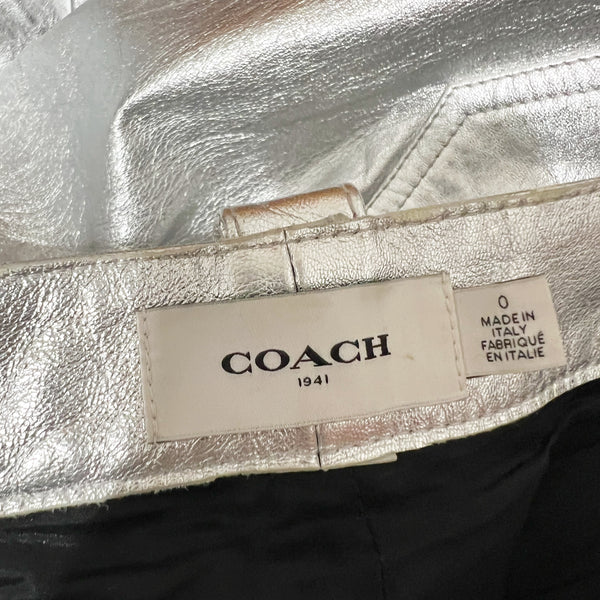 COACH
1941
0
MADE IN
ITALY
FABRIQUÉ
EN ITALIE